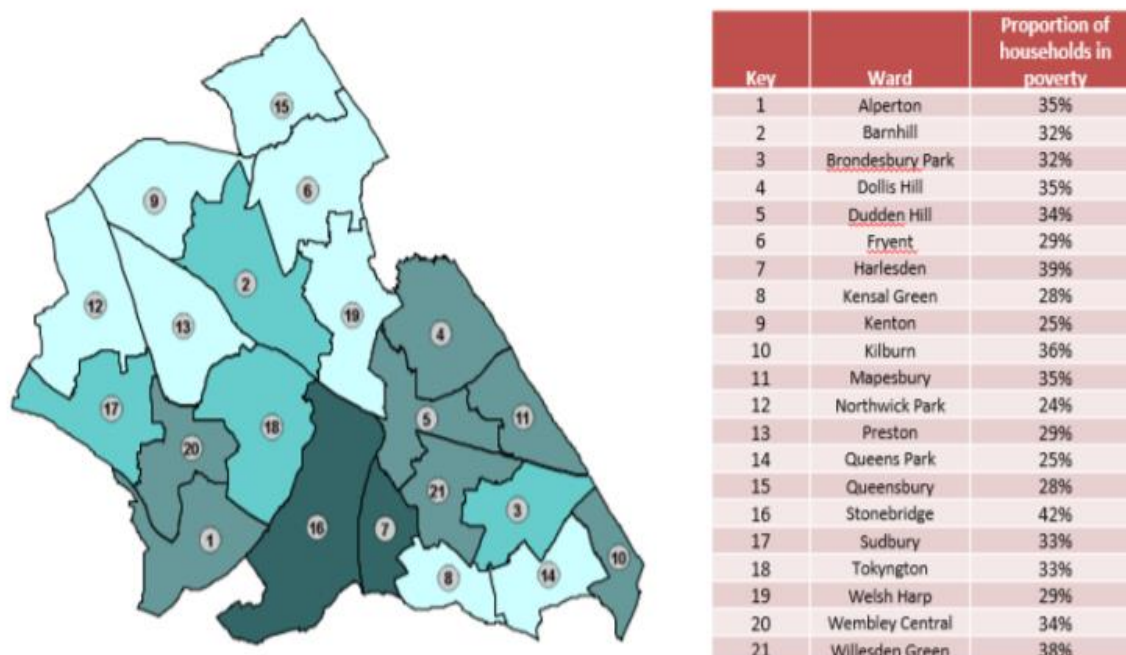 15
6
9
2
12
13
19
4
17
5
11
20
18
21
3
16
7
1
8
14
10
Proportion of
households in
Key Ward poverty
1 Alperton 35%
2 Barnhill 32%
3 Brondesbury Park 32%
4 Dollis Hill 35%
5 Dudden Hill 34%
6 Fryent 29%
7 Harlesden 39%
8 Kensal Green 28%
9 Kenton 25%
10 Kilburn 36%
11 Mapesbury 35%
12 Northwick Park 24%
13 Preston 29%
14 Queens Park 25%
15 Queensbury 28%
16 Stonebridge 42%
17 Sudbury 33%
18 Tokyngton 33%
19 Welsh Harp 29%
20 Wembley Central 34%
21 Willesden Green 38%